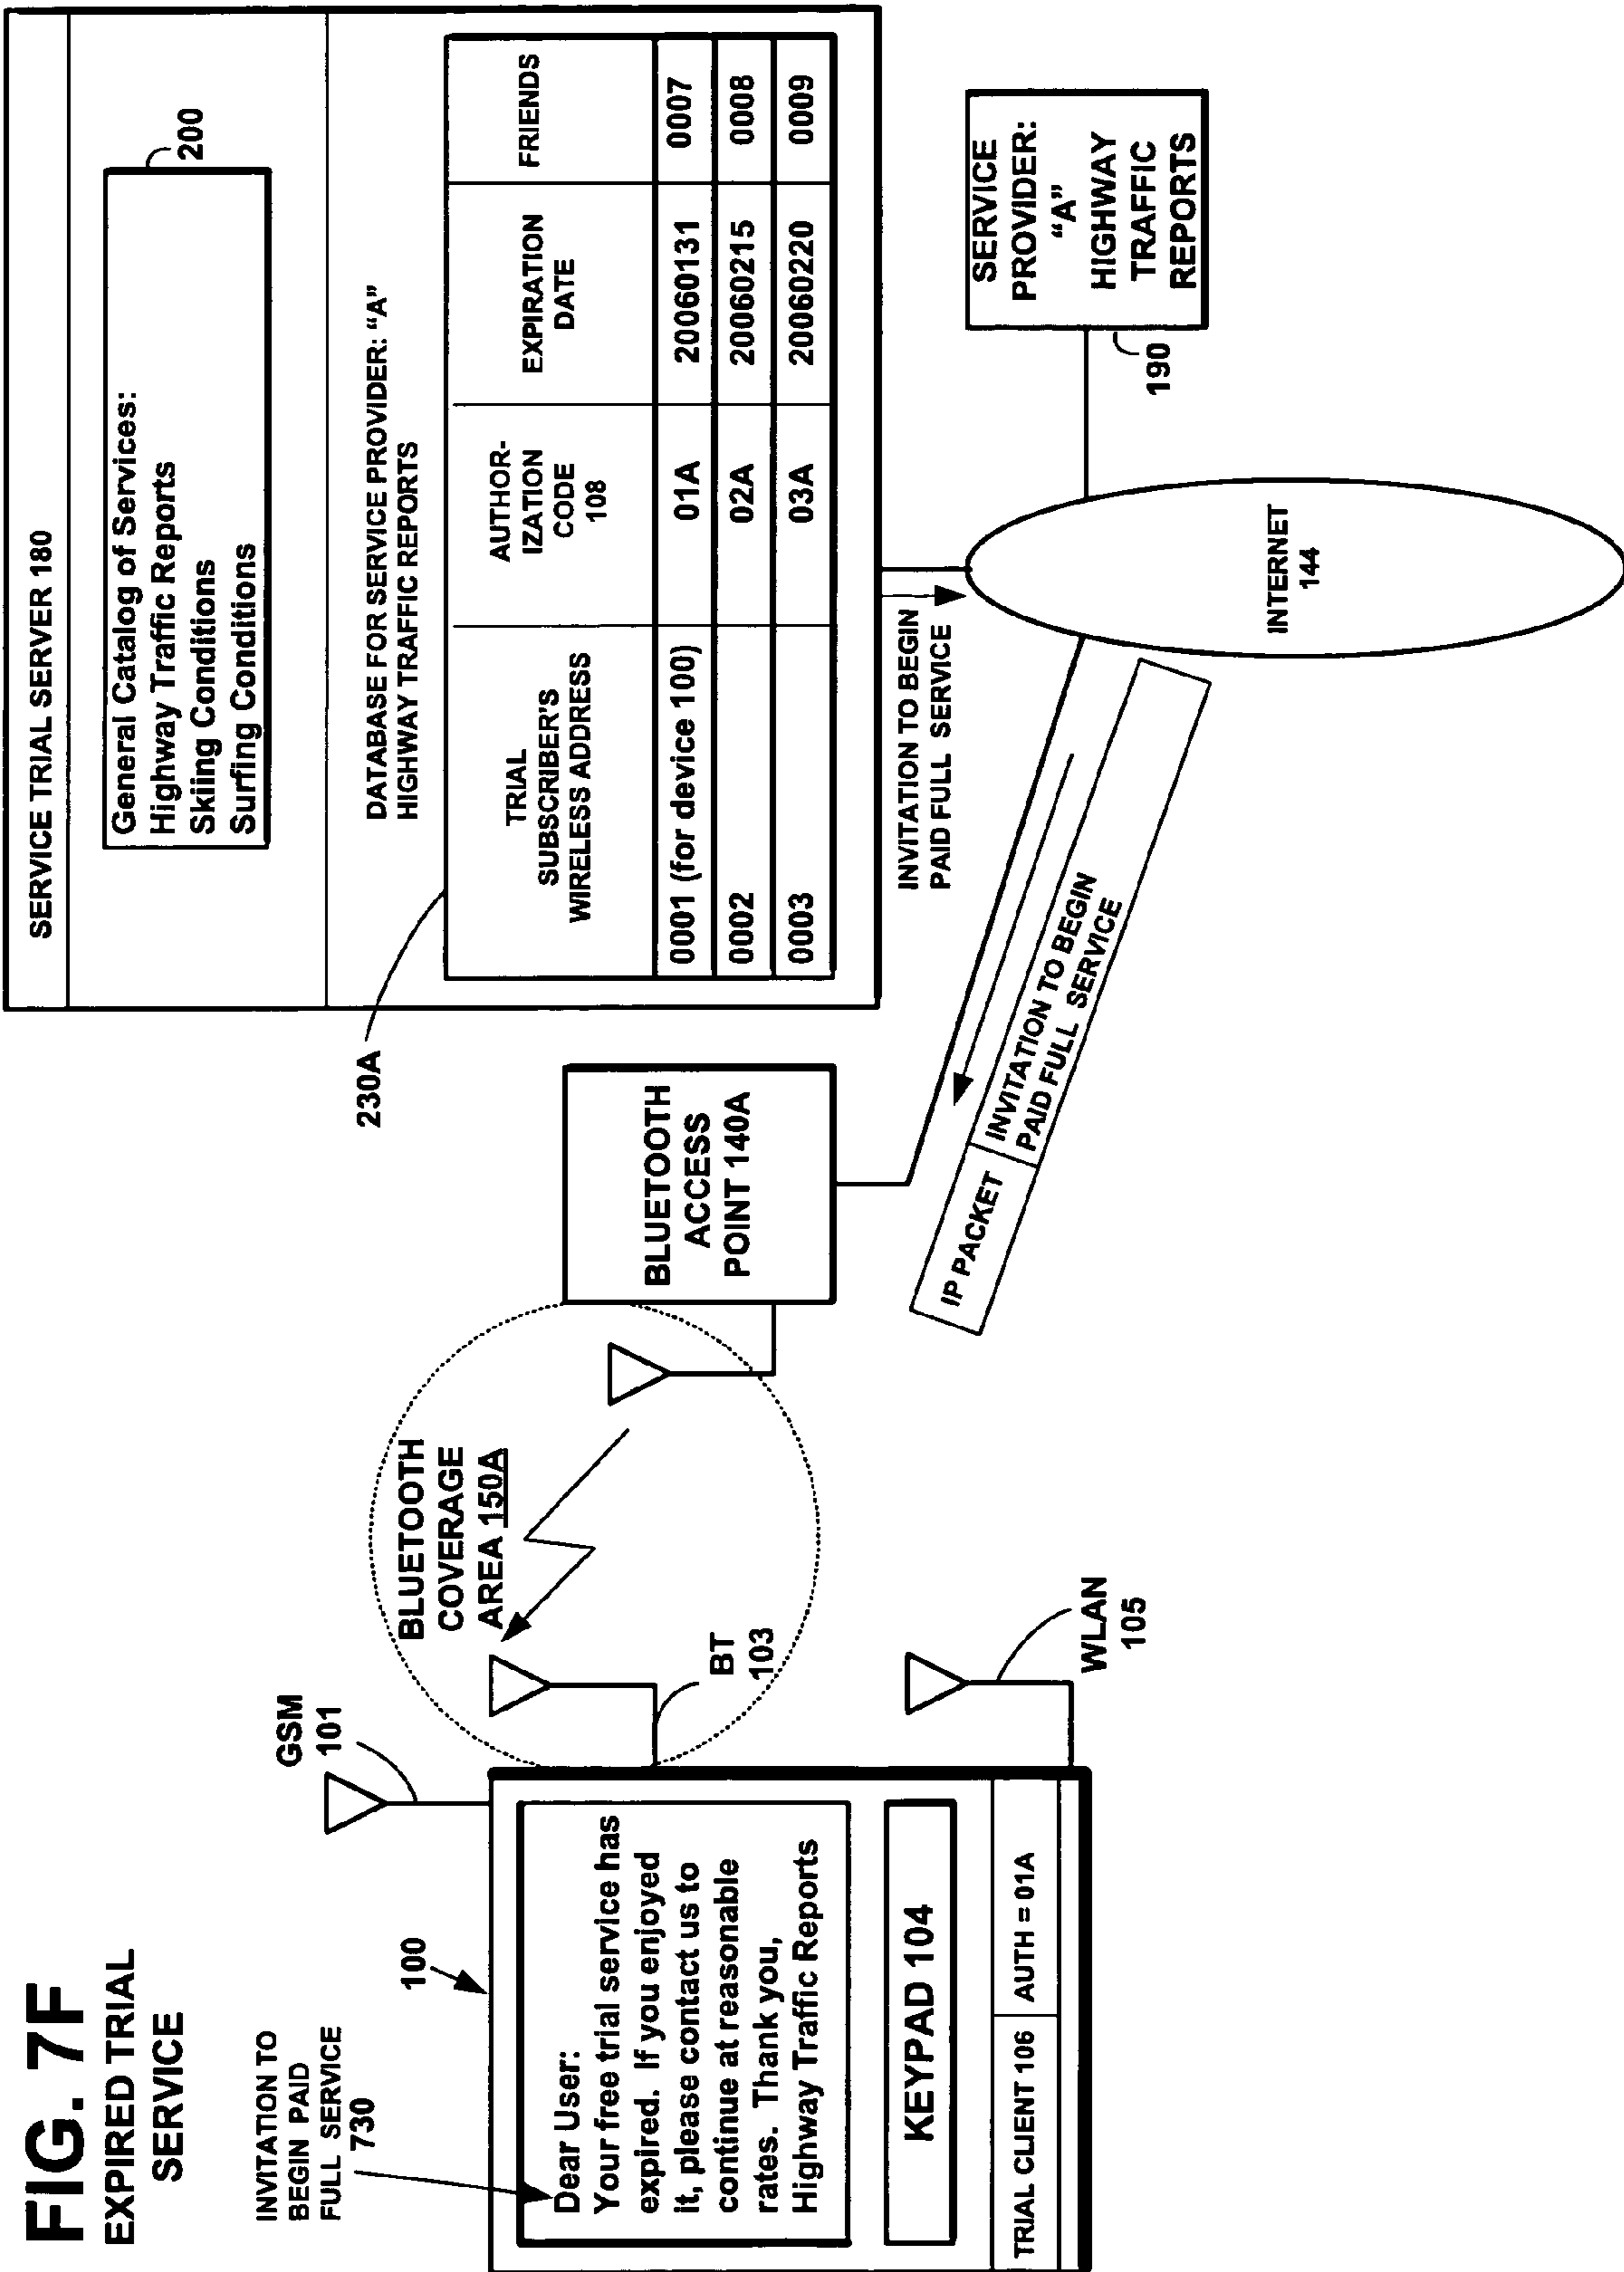 FIG. 7F
EXPIRED TRIAL
SERVICE
INVITATION TO
BEGIN PAID
FULL SERVICE
730
100
GSM
101
Dear User:
Your free trial service has
expired. If you enjoyed
it, please contact us to
continue at reasonable
rates. Thank you,
Highway Traffic Reports
KEYPAD 104
TRIAL CLIENT 106
AUTH = 01A
BT
103
WLAN
105
BLUETOOTH
COVERAGE
AREA 150A
BLUETOOTH
ACCESS
POINT 140A
IP PACKET
INVITATION TO BEGIN
PAID FULL SERVICE
SERVICE TRIAL SERVER 180
General Catalog of Services:
Highway Traffic Reports
Skiing Conditions
Surfing Conditions
200
DATABASE FOR SERVICE PROVIDER: “A”
HIGHWAY TRAFFIC REPORTS
230A
TRIAL
SUBSCRIBER'S
WIRELESS ADDRESS
AUTHOR-
IZATION
CODE
108
EXPIRATION
DATE
FRIENDS
0001 (for device 100) 01A 20060131 0007
0002 02A 20060215 0008
0003 03A 20060220 0009
INVITATION TO BEGIN
PAID FULL SERVICE
INTERNET
144
SERVICE
PROVIDER:
“A”
HIGHWAY
TRAFFIC
REPORTS
190